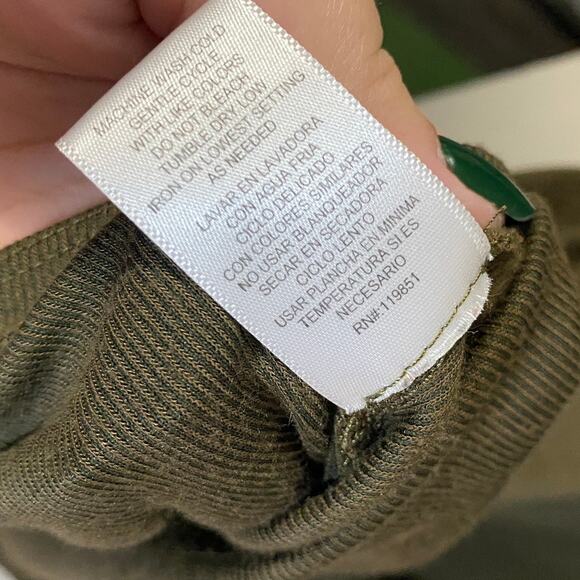 MACHINE WASH COLD
GENTLE CYCLE
WITH LIKE COLORS
DO NOT BLEACH
TUMBLE DRY LOW
IRON ON LOWEST SETTING
AS NEEDED
LAVAR EN LAVADORA
CON AGUA FRIA
CICLO DELICADO
CON COLORES SIMILARES
NO USAR BLANQUEADOR
SECAR EN SECADORA
CICLO LENTO
USAR PLANCHA EN MINIMA
TEMPERATURA SI ES
NECESARIO
RN#: 119851